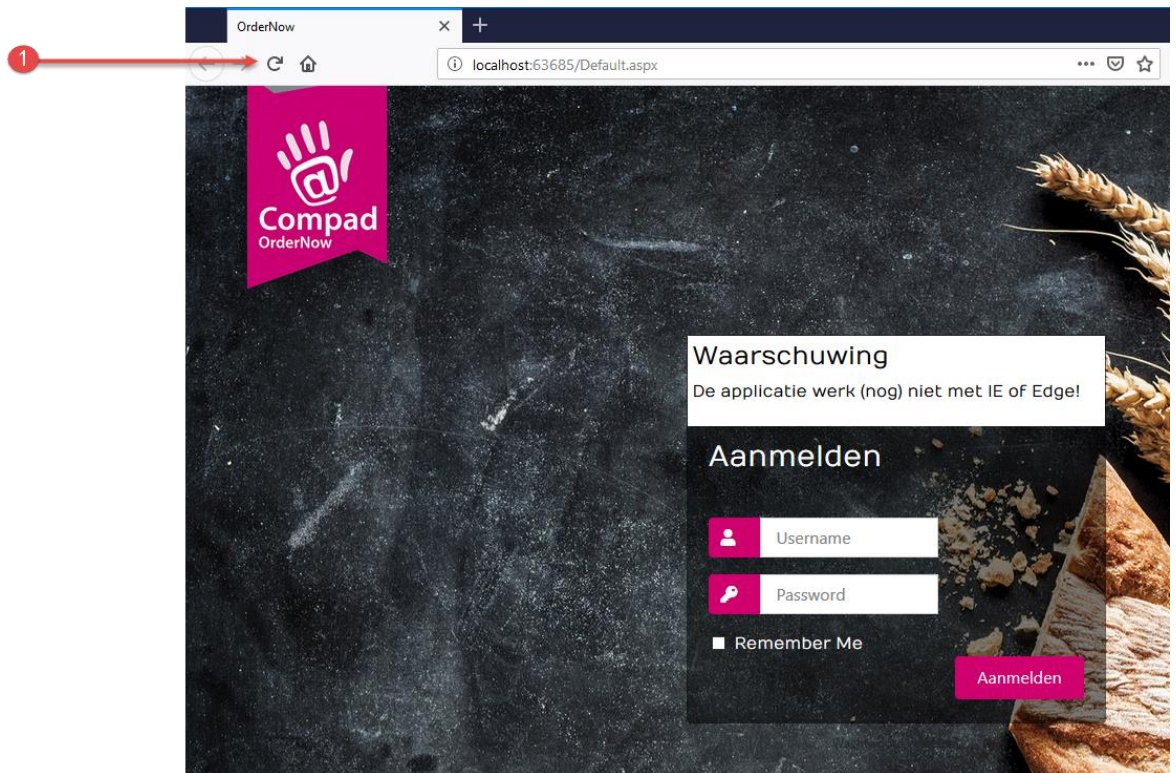 OrderNow
1
localhost:63685/Default.aspx
@
Compad
OrderNow
Waarschuwing
De applicatie werk (nog) niet met IE of Edge!
Aanmelden
Username
Password
Remember Me
Aanmelden